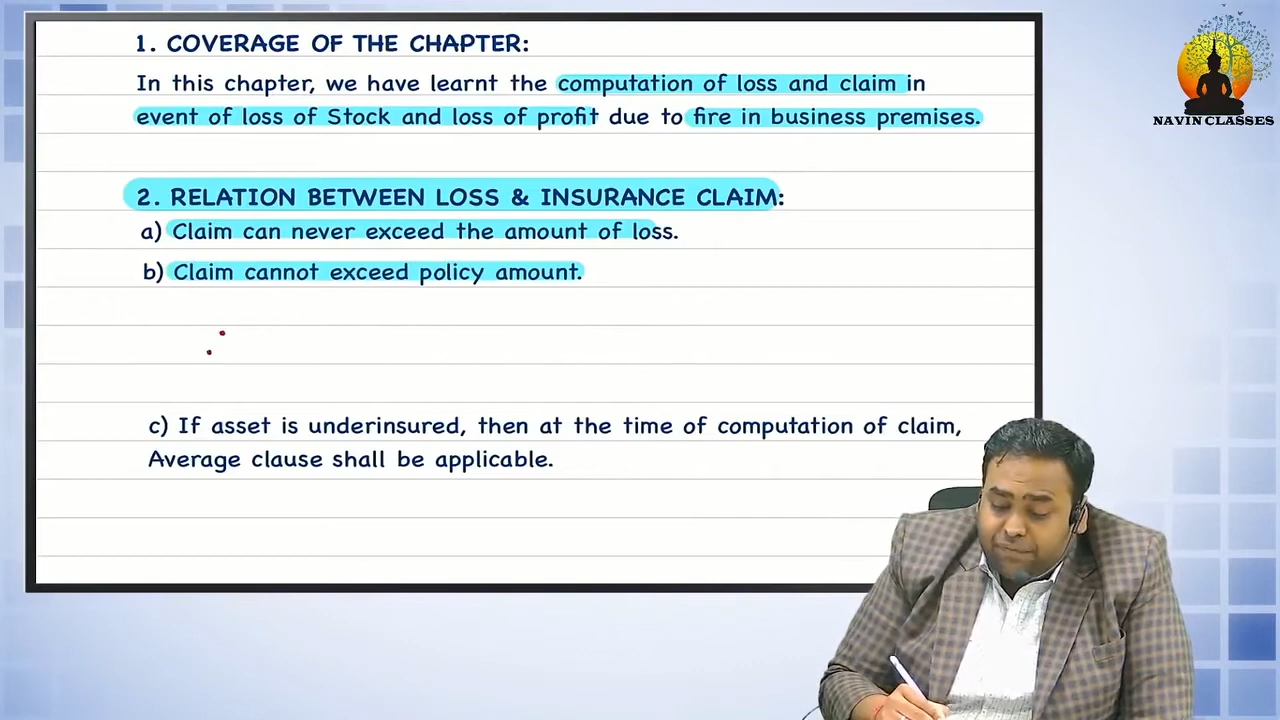 1. COVERAGE OF THE CHAPTER:
In this chapter, we have learnt the computation of loss and claim in
event of loss of Stock and loss of profit due to fire in business premises.
2. RELATION BETWEEN LOSS & INSURANCE CLAIM:
a) Claim can never exceed the amount of loss.
b) Claim cannot exceed policy amount.
c) If asset is underinsured, then at the time of computation of claim,
Average clause shall be applicable.
NAVIN CLASSES